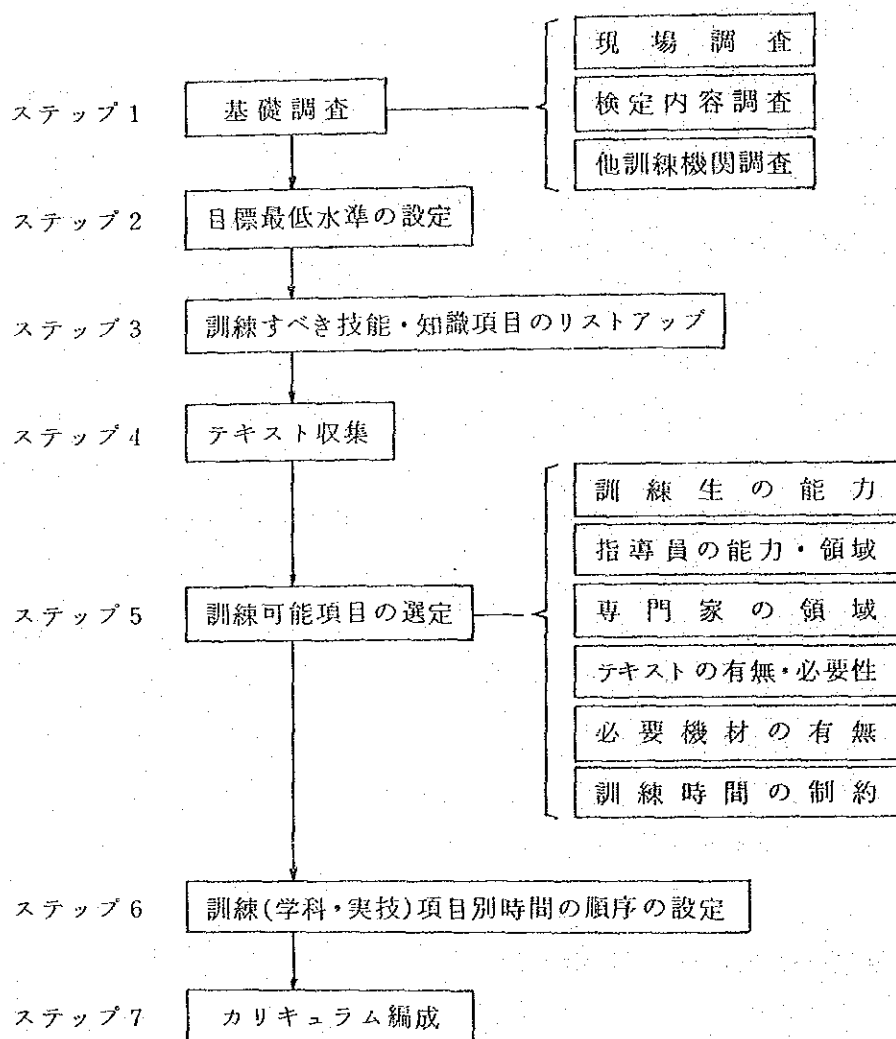 現場調査
ステップ1 基礎調査
検定内容調査
他訓練機関調査
ステップ2 目標最低水準の設定
ステップ3 訓練すべき技能・知識項目のリストアップ
ステップ4 テキスト収集
訓練生の能力
指導員の能力・領域
ステップ5 訓練可能項目の選定
専門家の領域
テキストの有無・必要性
必要機材の有無
訓練時間の制約
ステップ6 訓練(学科・実技)項目別時間の順序の設定
ステップ7 カリキュラム編成